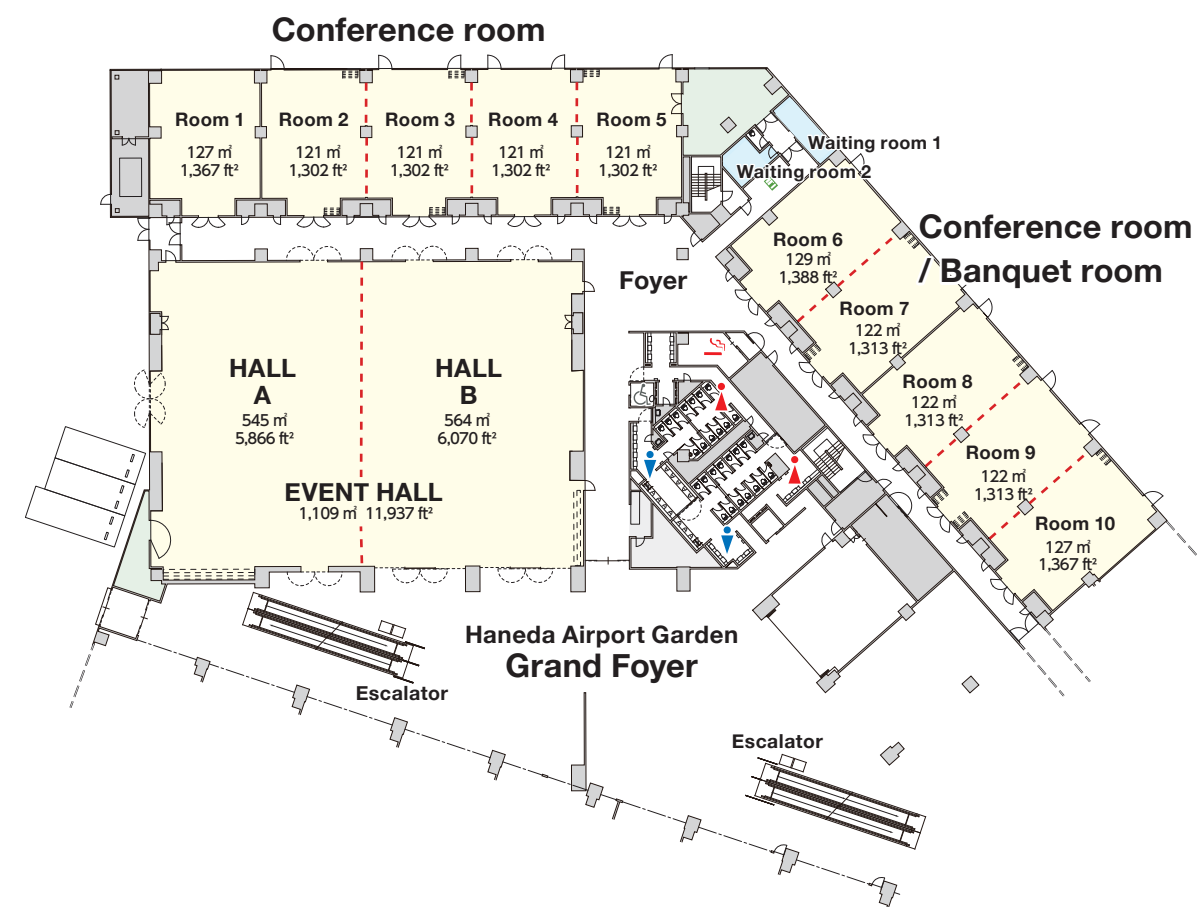 Conference room
Room 1
127 ㎡
1,367 ft²
Room 2
121 ㎡
1,302 ft²
Room 3
121 ㎡
1,302 ft²
Room 4
121 ㎡
1,302 ft²
Room 5
121 ㎡
1,302 ft²
Waiting room 1
Waiting room 2
Conference room
/ Banquet room
Room 6
129 ㎡
1,388 ft²
Room 7
122 ㎡
1,313 ft²
Room 8
122 ㎡
1,313 ft²
Room 9
122 ㎡
1,313 ft²
Room 10
127 ㎡
1,367 ft²
Foyer
HALL
A
545 ㎡
5,866 ft²
HALL
B
564 ㎡
6,070 ft²
EVENT HALL
1,109 ㎡ 11,937 ft²
Haneda Airport Garden
Grand Foyer
Escalator
Escalator